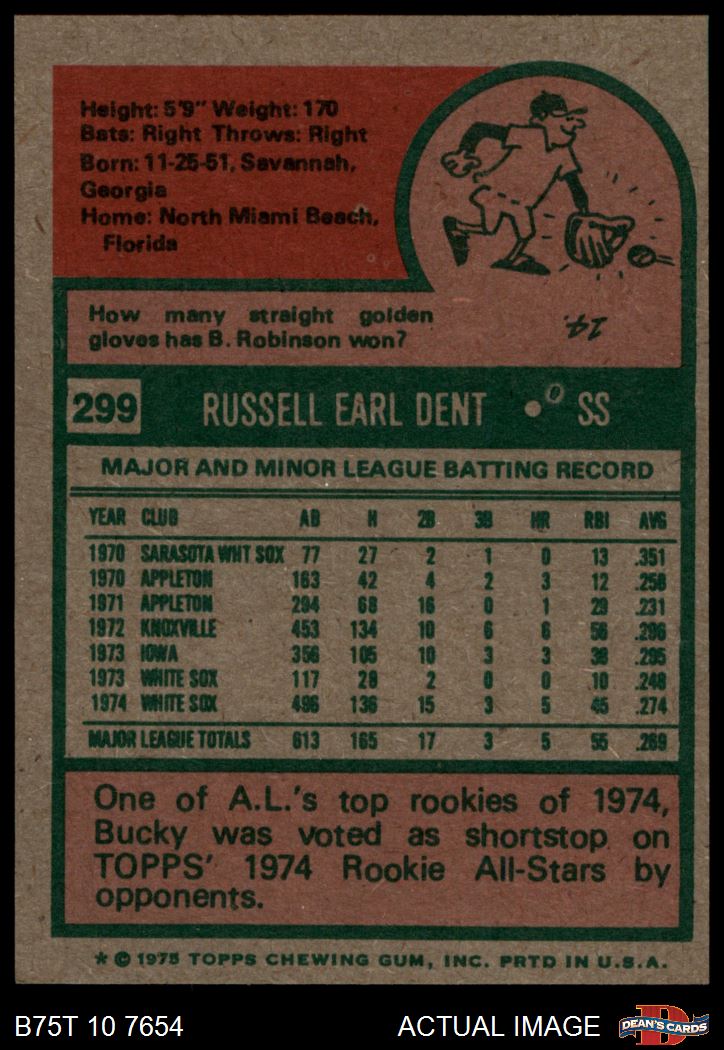 Height: 5'9" Weight: 170
Bats: Right Throws: Right
Born: 11-25-51, Savannah,
Georgia
Home: North Miami Beach,
Florida
How many straight golden
gloves has B. Robinson won?
14.
299 RUSSELL EARL DENT • SS
MAJOR AND MINOR LEAGUE BATTING RECORD
YEAR CLUB AB H 2B 3B HR RBI AVG
1970 SARASOTA WHT SOX 77 27 2 1 0 13 .351
1970 APPLETON 163 42 4 2 3 12 .258
1971 APPLETON 294 68 16 0 1 29 .231
1972 KNOXVILLE 453 134 10 6 6 56 .296
1973 IOWA 356 105 10 3 3 38 .295
1973 WHITE SOX 117 29 2 0 0 10 .248
1974 WHITE SOX 496 136 15 3 5 45 .274
MAJOR LEAGUE TOTALS 613 165 17 3 5 55 .269
One of A.L.'s top rookies of 1974,
Bucky was voted as shortstop on
TOPPS' 1974 Rookie All-Stars by
opponents.
* © 1975 TOPPS CHEWING GUM, INC. PRTD IN U.S.A.
B75T 10 7654 ACTUAL IMAGE D DEAN'S CARDS